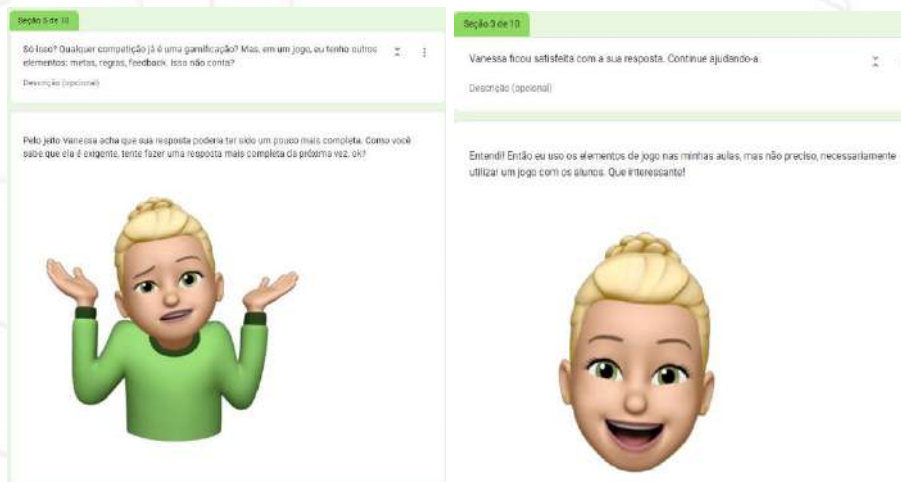 Seção 5 de 10
Só isso? Qualquer competição já é uma gamificação? Mas, em um jogo, eu tenho outros
elementos: metas, regras, feedback. Isso não conta?
Descrição (opcional)
Pelo jeito Vanessa acha que sua resposta poderia ter sido um pouco mais completa. Como você
sabe que ela é exigente, tente fazer uma resposta mais completa da próxima vez, ok?
Seção 3 de 10
Vanessa ficou satisfeita com a sua resposta. Continue ajudando-a.
Descrição (opcional)
Entendi! Então eu uso os elementos de jogo nas minhas aulas, mas não preciso, necessariamente
utilizar um jogo com os alunos. Que interessante!